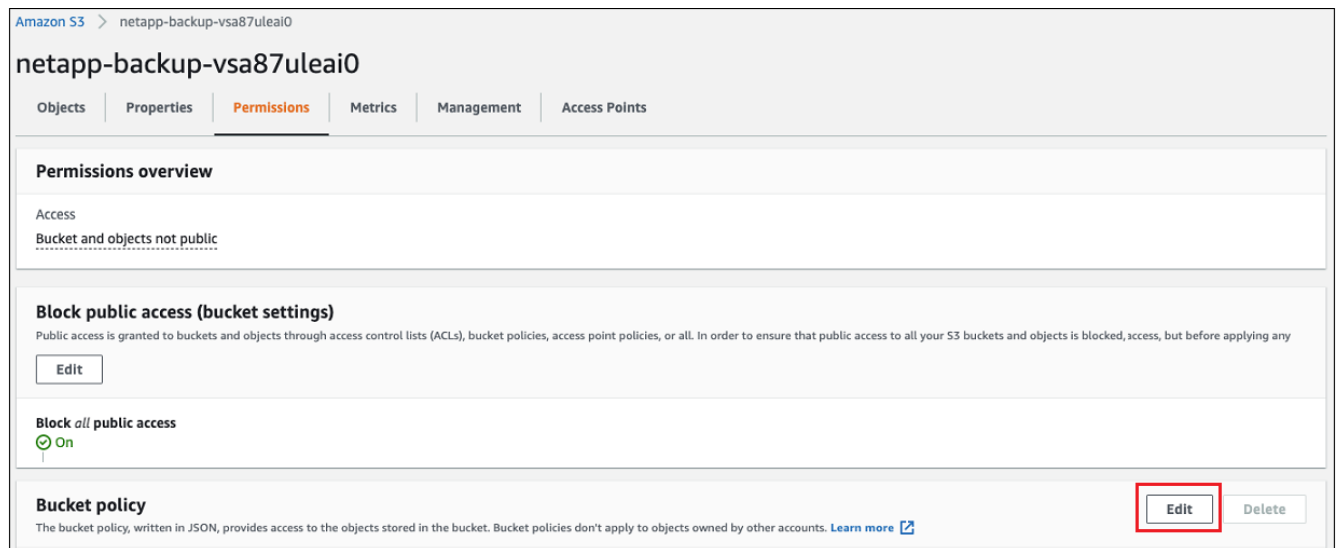 Amazon S3 > netapp-backup-vsa87uleai0
netapp-backup-vsa87uleai0
Objects Properties Permissions Metrics Management Access Points
Permissions overview
Access
Bucket and objects not public
Block public access (bucket settings)
Public access is granted to buckets and objects through access control lists (ACLs), bucket policies, access point policies, or all. In order to ensure that public access to all your S3 buckets and objects is blocked, access, but before applying any
Edit
Block all public access
On
Bucket policy
Edit Delete
The bucket policy, written in JSON, provides access to the objects stored in the bucket. Bucket policies don't apply to objects owned by other accounts. Learn more